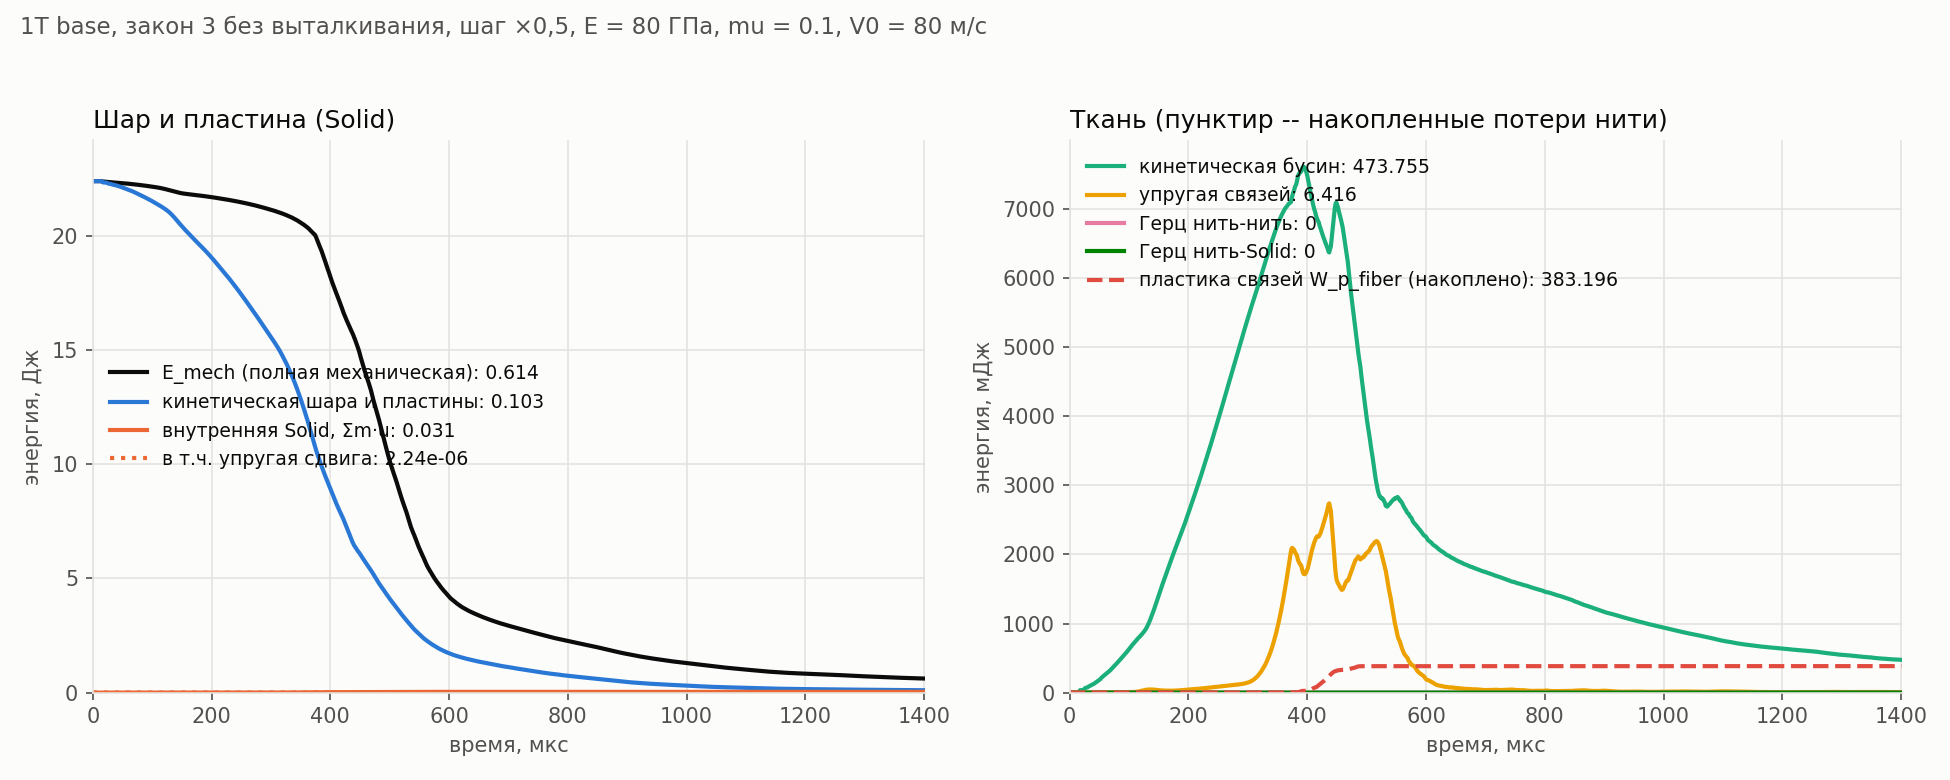 1T base, закон 3 без выталкивания, шаг ×0,5, E = 80 ГПа, mu = 0.1, V0 = 80 м/с
Шар и пластина (Solid)
энергия, Дж
20
15
10
5
0
E_mech (полная механическая): 0.614
кинетическая шара и пластины: 0.103
внутренняя Solid, Σm·u: 0.031
в т.ч. упругая сдвига: 2.24e-06
0 200 400 600 800 1000 1200 1400
время, мкс
Ткань (пунктир -- накопленные потери нити)
энергия, мДж
7000
6000
5000
4000
3000
2000
1000
0
кинетическая бусин: 473.755
упругая связей: 6.416
Герц нить-нить: 0
Герц нить-Solid: 0
пластика связей W_p_fiber (накоплено): 383.196
0 200 400 600 800 1000 1200 1400
время, мкс